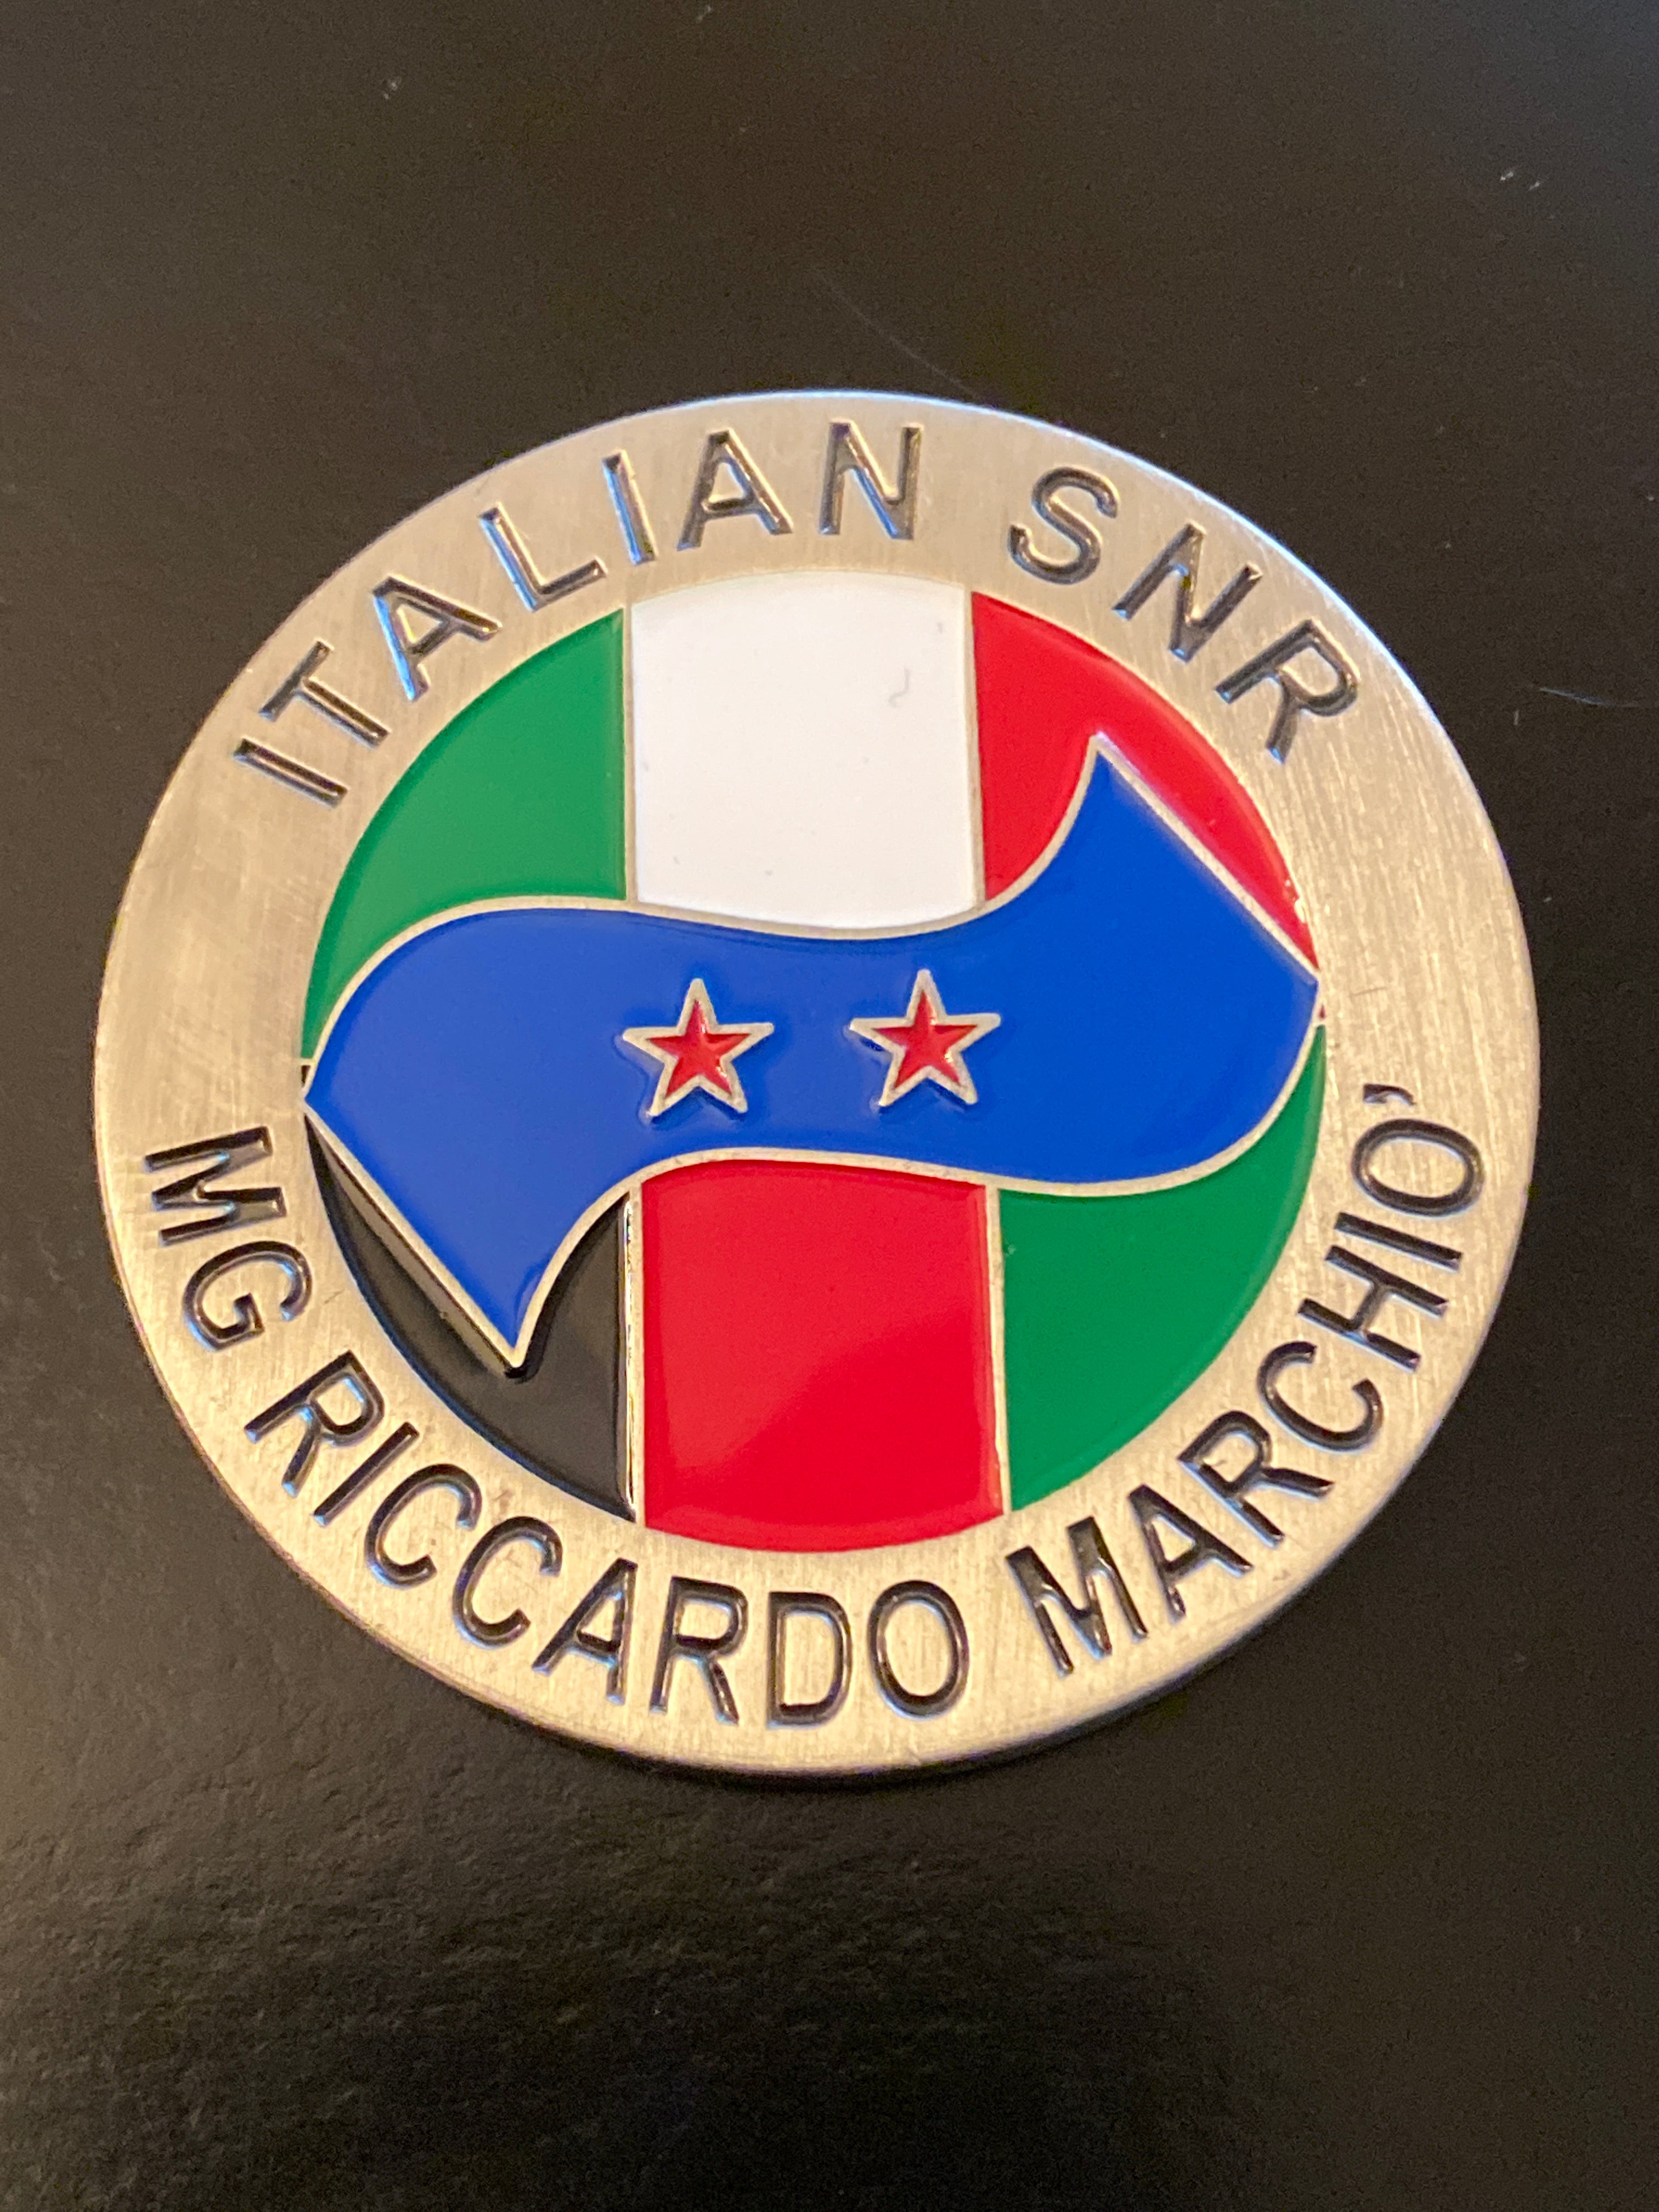 ITALIAN SNR
MG RICCARDO MARCHIO'